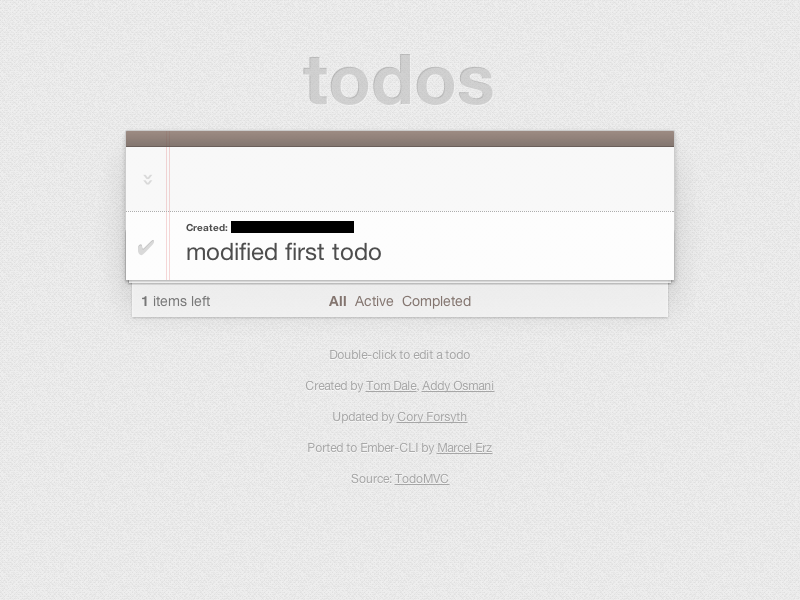 todos
Created:
modified first todo
1 items left All Active Completed
Double-click to edit a todo
Created by Tom Dale, Addy Osmani
Updated by Cory Forsyth
Ported to Ember-CLI by Marcel Erz
Source: TodoMVC